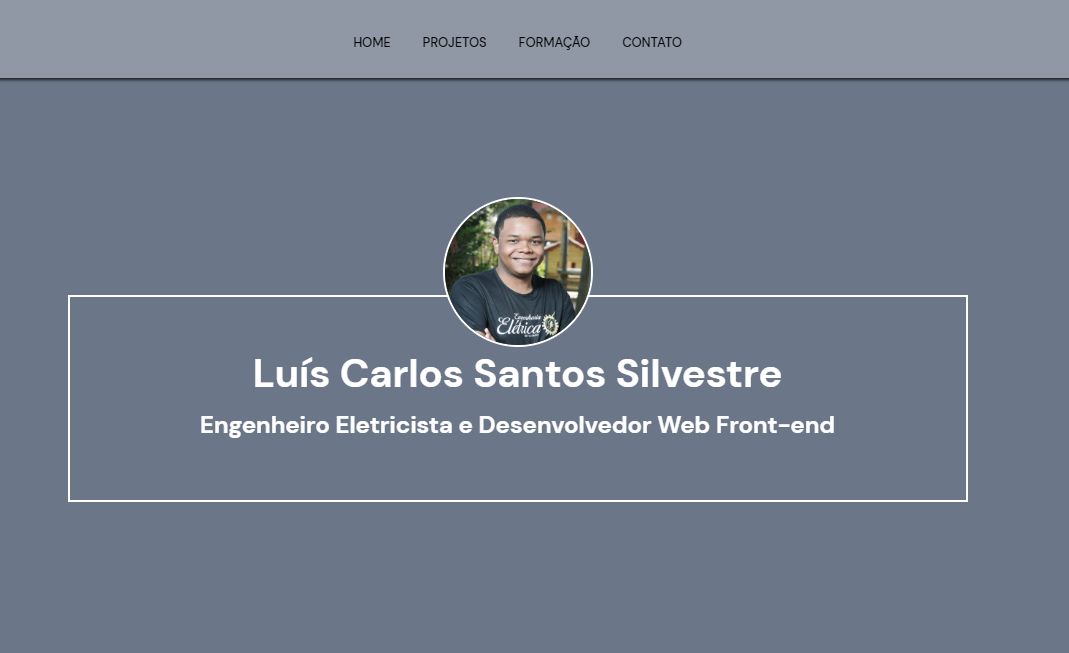 HOME PROJETOS FORMAÇÃO CONTATO
Engenharia
Elétrica
Luís Carlos Santos Silvestre
Engenheiro Eletricista e Desenvolvedor Web Front-end